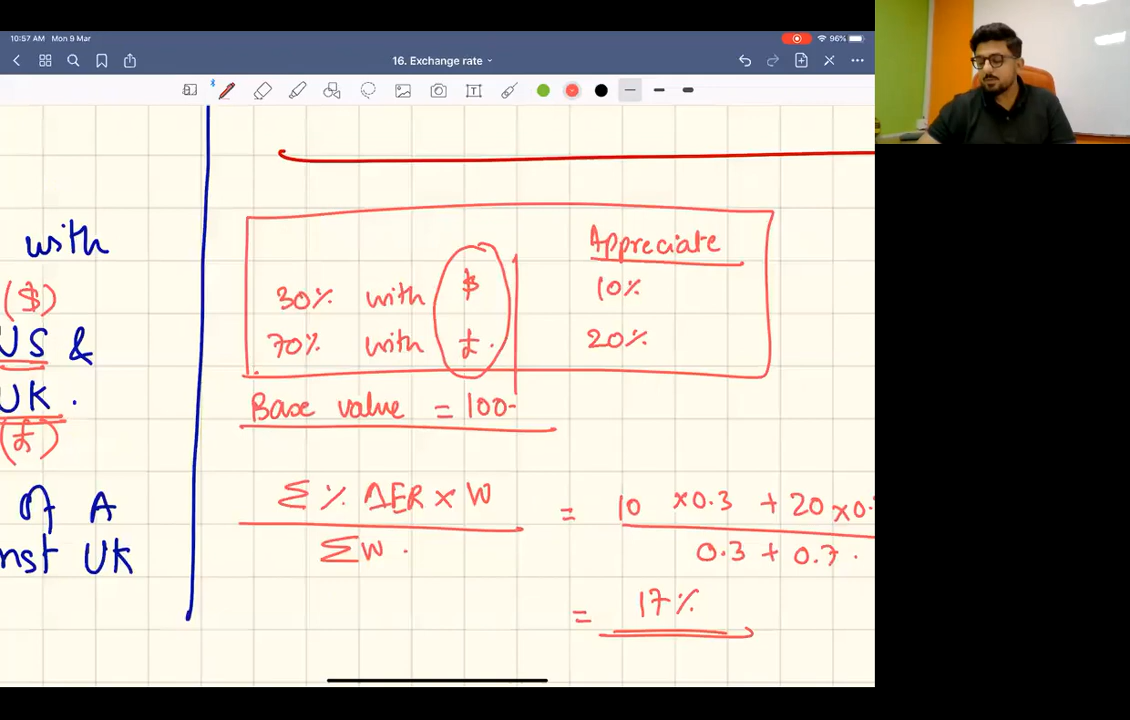 10:57 AM Mon 9 Mar
96%
16. Exchange rate
with
($)
US &
UK.
(£)
of A
nst UK
Appreciate
30% with $ 10%
70% with £. 20%
Base value = 100
Σ % ΔER × W = 10 ×0.3 + 20 ×0.
ΣW. 0.3 + 0.7.
= 17%